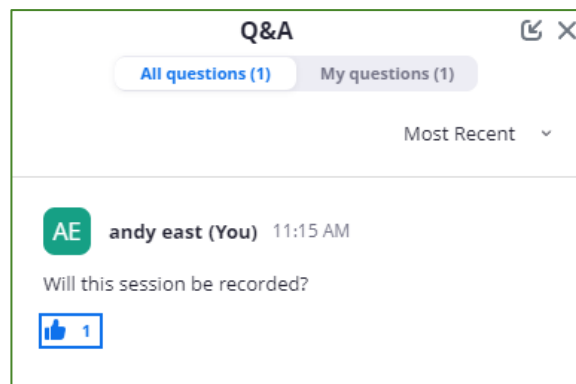 Q&A
All questions (1) My questions (1)
Most Recent
AE andy east (You) 11:15 AM
Will this session be recorded?
1